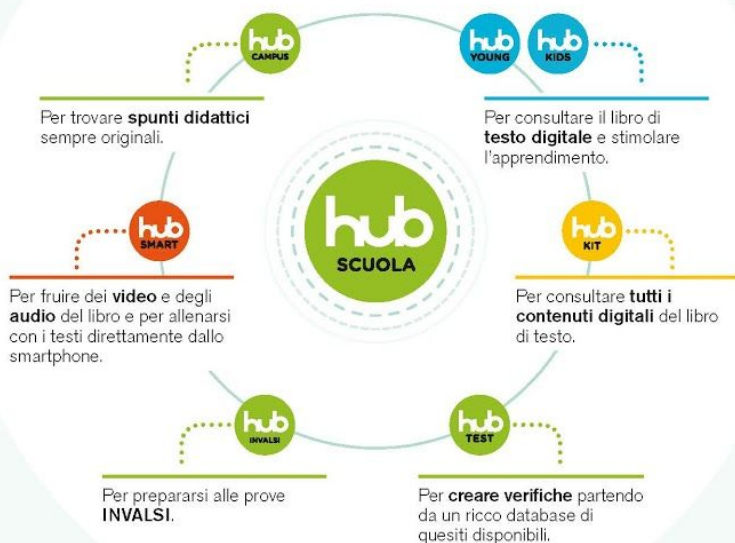 hub
CAMPUS
Per trovare spunti didattici
sempre originali.
hub
YOUNG
hub
KIDS
Per consultare il libro di
testo digitale e stimolare
l'apprendimento.
hub
SCUOLA
hub
SMART
Per fruire dei video e degli
audio del libro e per allenarsi
con i testi direttamente dallo
smartphone.
hub
KIT
Per consultare tutti i
contenuti digitali del libro
di testo.
hub
INVALSI
Per prepararsi alle prove
INVALSI.
hub
TEST
Per creare verifiche partendo
da un ricco database di
quesiti disponibili.